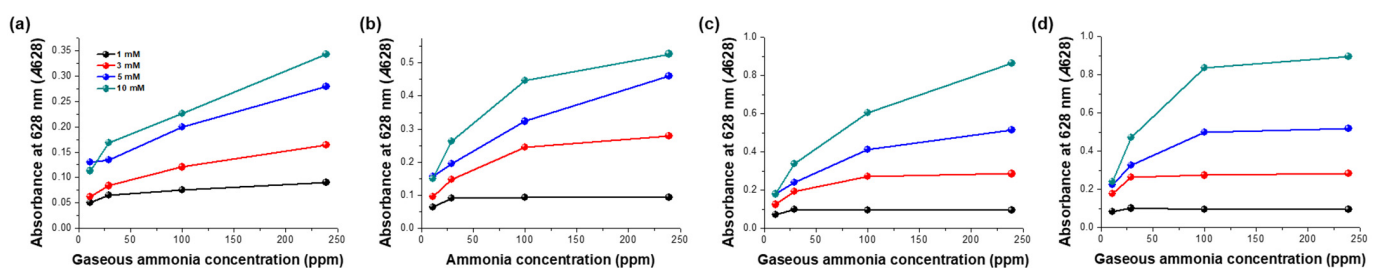 (a)
Absorbance at 628 nm (A628)
0.35
0.30
0.25
0.20
0.15
0.10
0.05
0.00
1 mM
3 mM
5 mM
10 mM
0 50 100 150 200 250
Gaseous ammonia concentration (ppm)
(b)
Absorbance at 628 nm (A628)
0.5
0.4
0.3
0.2
0.1
0.0
0 50 100 150 200 250
Ammonia concentration (ppm)
(c)
Absorbance at 628 nm (A628)
1.0
0.8
0.6
0.4
0.2
0.0
0 50 100 150 200 250
Gaseous ammonia concentration (ppm)
(d)
Absorbance at 628 nm (A628)
1.0
0.8
0.6
0.4
0.2
0.0
0 50 100 150 200 250
Gaseous ammonia concentration (ppm)